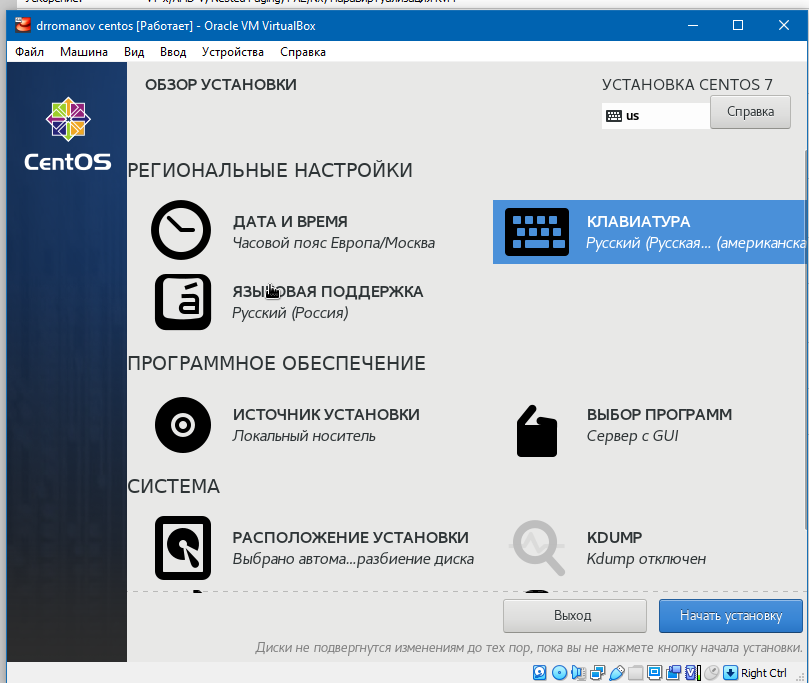 drromanov centos [Работает] - Oracle VM VirtualBox
Файл Машина Вид Ввод Устройства Справка
ОБЗОР УСТАНОВКИ
УСТАНОВКА CENTOS 7
us
Справка
CentOS
РЕГИОНАЛЬНЫЕ НАСТРОЙКИ
ДАТА И ВРЕМЯ
Часовой пояс Европа/Москва
КЛАВИАТУРА
Русский (Русская... (американска
á
ЯЗЫКОВАЯ ПОДДЕРЖКА
Русский (Россия)
ПРОГРАММНОЕ ОБЕСПЕЧЕНИЕ
ИСТОЧНИК УСТАНОВКИ
Локальный носитель
ВЫБОР ПРОГРАММ
Сервер с GUI
СИСТЕМА
РАСПОЛОЖЕНИЕ УСТАНОВКИ
Выбрано автома...разбиение диска
KDUMP
Kdump отключен
Выход
Начать установку
Диски не подвергнутся изменениям до тех пор, пока вы не нажмете кнопку начала установки.
Right Ctrl